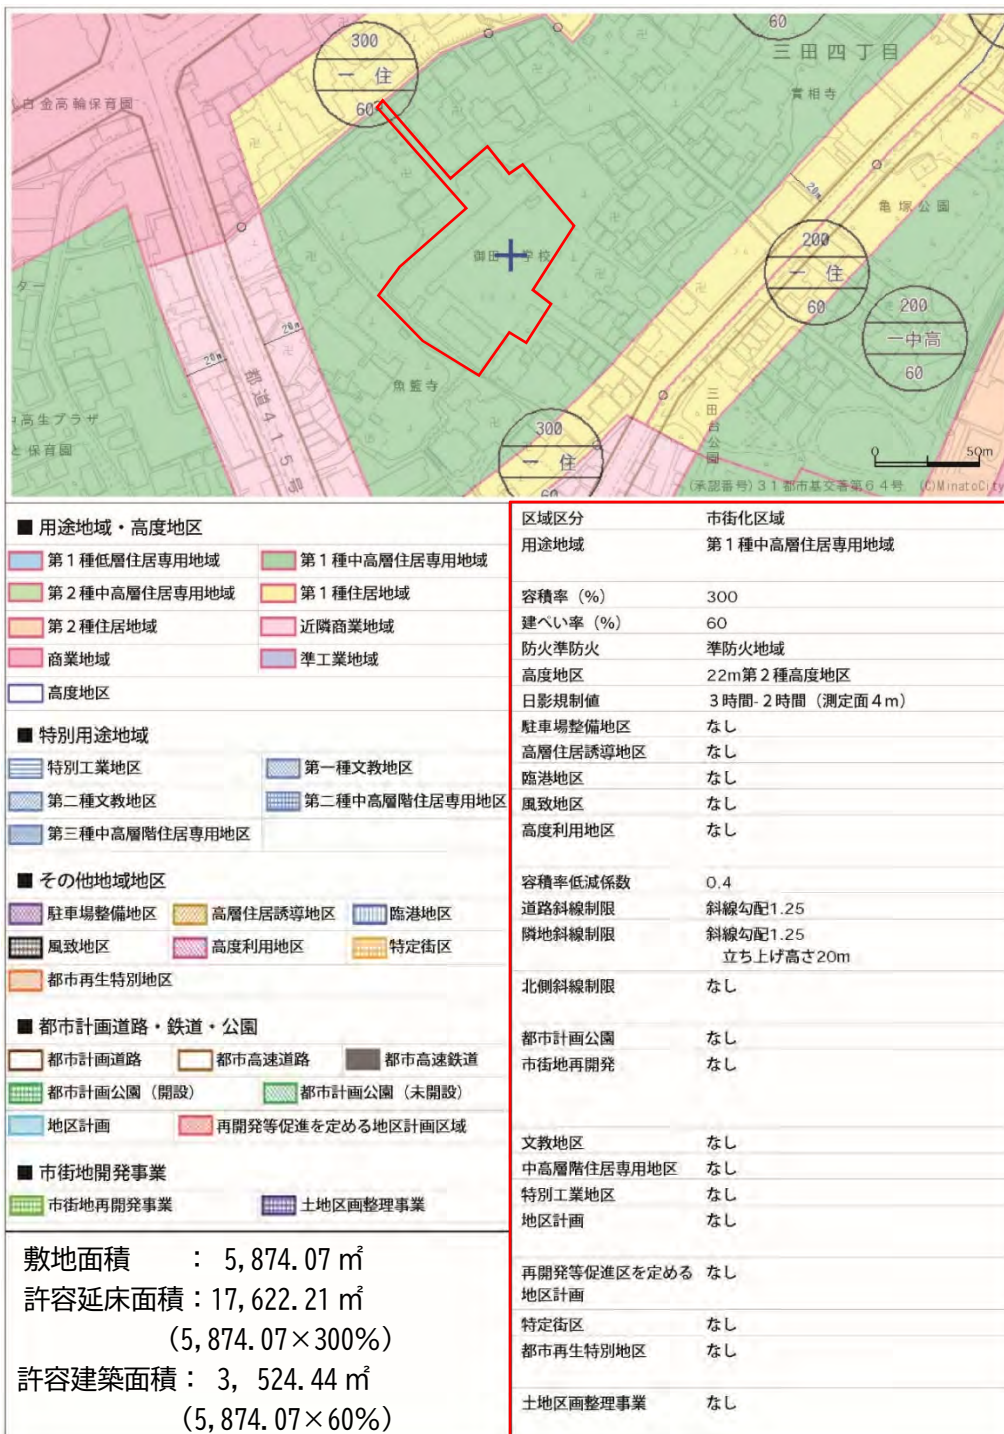 300
一 住
60
60
三田四丁目
實相寺
白金高輪保育園
20m
亀塚公園
御田 学校
200
一 住
60
200
一中高
60
ター
20m
20m
都道415号
魚籃寺
三田台公園
高生プラザ
と保育園
300
一 住
60
0 50m
(承認番号)31都市基交著第64号 (C)MinatoCity
■ 用途地域・高度地区
第1種低層住居専用地域 第1種中高層住居専用地域
第2種中高層住居専用地域 第1種住居地域
第2種住居地域 近隣商業地域
商業地域 準工業地域
高度地区
■ 特別用途地域
特別工業地区 第一種文教地区
第二種文教地区 第二種中高層階住居専用地区
第三種中高層階住居専用地区
■ その他地域地区
駐車場整備地区 高層住居誘導地区 臨港地区
風致地区 高度利用地区 特定街区
都市再生特別地区
■ 都市計画道路・鉄道・公園
都市計画道路 都市高速道路 都市高速鉄道
都市計画公園（開設） 都市計画公園（未開設）
地区計画 再開発等促進を定める地区計画区域
■ 市街地開発事業
市街地再開発事業 土地区画整理事業
敷地面積 ： 5,874.07 ㎡
許容延床面積：17,622.21 ㎡
(5,874.07×300%)
許容建築面積： 3, 524.44 ㎡
(5,874.07×60%)
区域区分 市街化区域
用途地域 第1種中高層住居専用地域
容積率（%） 300
建ぺい率（%） 60
防火準防火 準防火地域
高度地区 22m第2種高度地区
日影規制値 3時間-2時間（測定面4m）
駐車場整備地区 なし
高層住居誘導地区 なし
臨港地区 なし
風致地区 なし
高度利用地区 なし
容積率低減係数 0.4
道路斜線制限 斜線勾配1.25
隣地斜線制限 斜線勾配1.25
立ち上げ高さ20m
北側斜線制限 なし
都市計画公園 なし
市街地再開発 なし
文教地区 なし
中高層階住居専用地区 なし
特別工業地区 なし
地区計画 なし
再開発等促進区を定める なし
地区計画
特定街区 なし
都市再生特別地区 なし
土地区画整理事業 なし